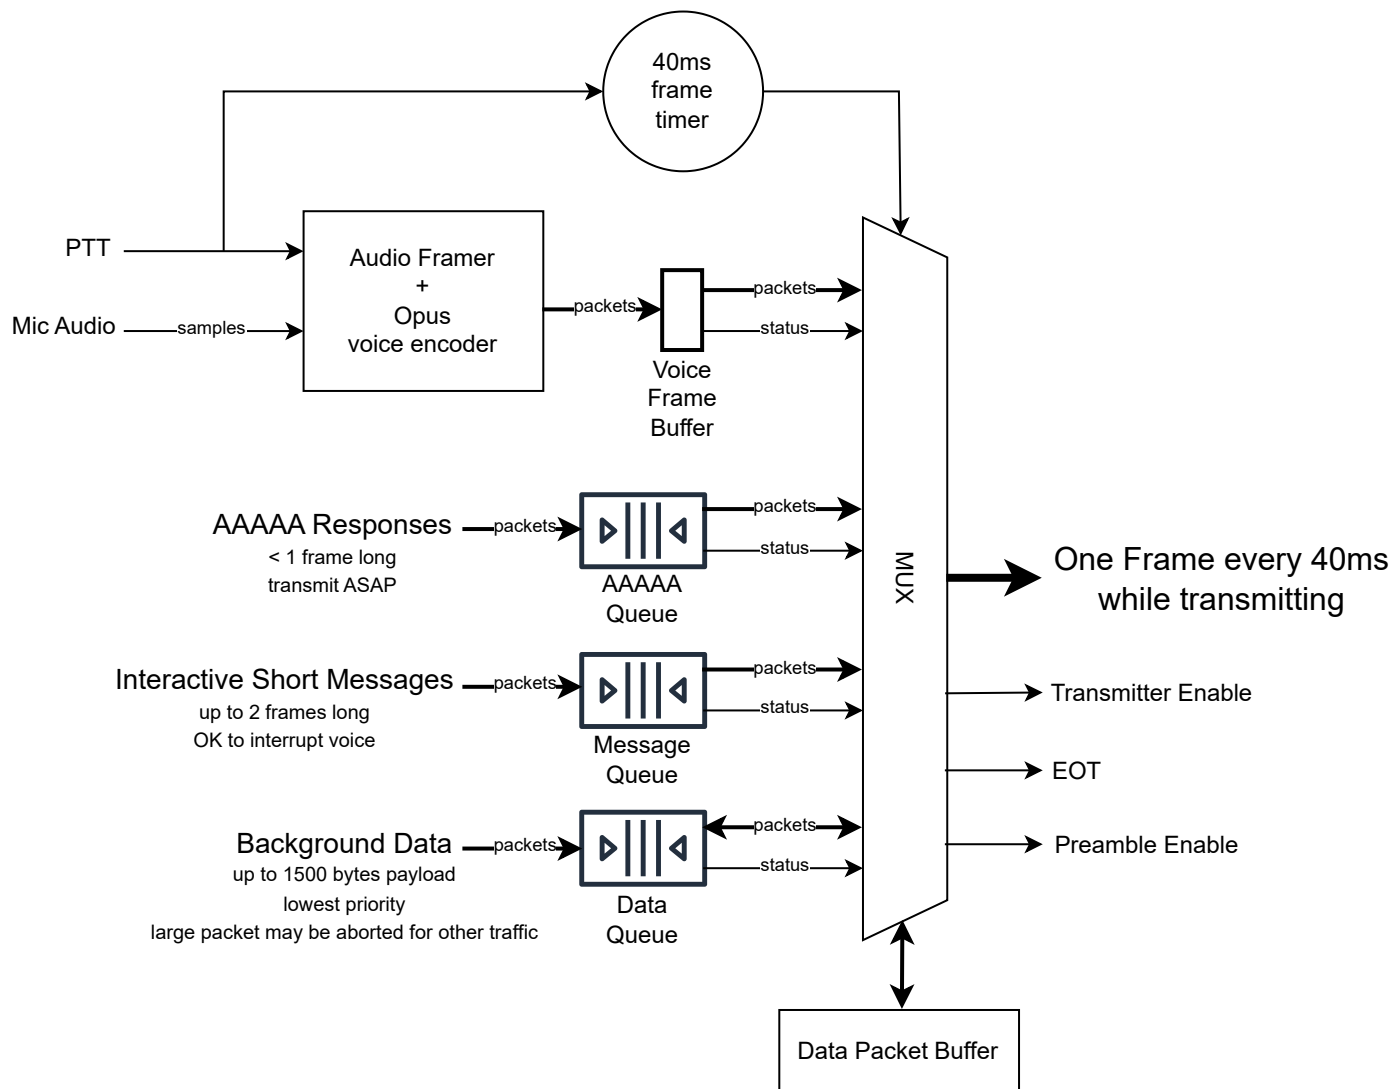 40ms
frame
timer
PTT
Mic Audio
samples
Audio Framer
+
Opus
voice encoder
packets
Voice
Frame
Buffer
packets
status
AAAAA Responses
< 1 frame long
transmit ASAP
packets
AAAAA
Queue
packets
status
Interactive Short Messages
up to 2 frames long
OK to interrupt voice
packets
Message
Queue
packets
status
Background Data
up to 1500 bytes payload
lowest priority
large packet may be aborted for other traffic
packets
Data
Queue
packets
status
MUX
One Frame every 40ms
while transmitting
Transmitter Enable
EOT
Preamble Enable
Data Packet Buffer